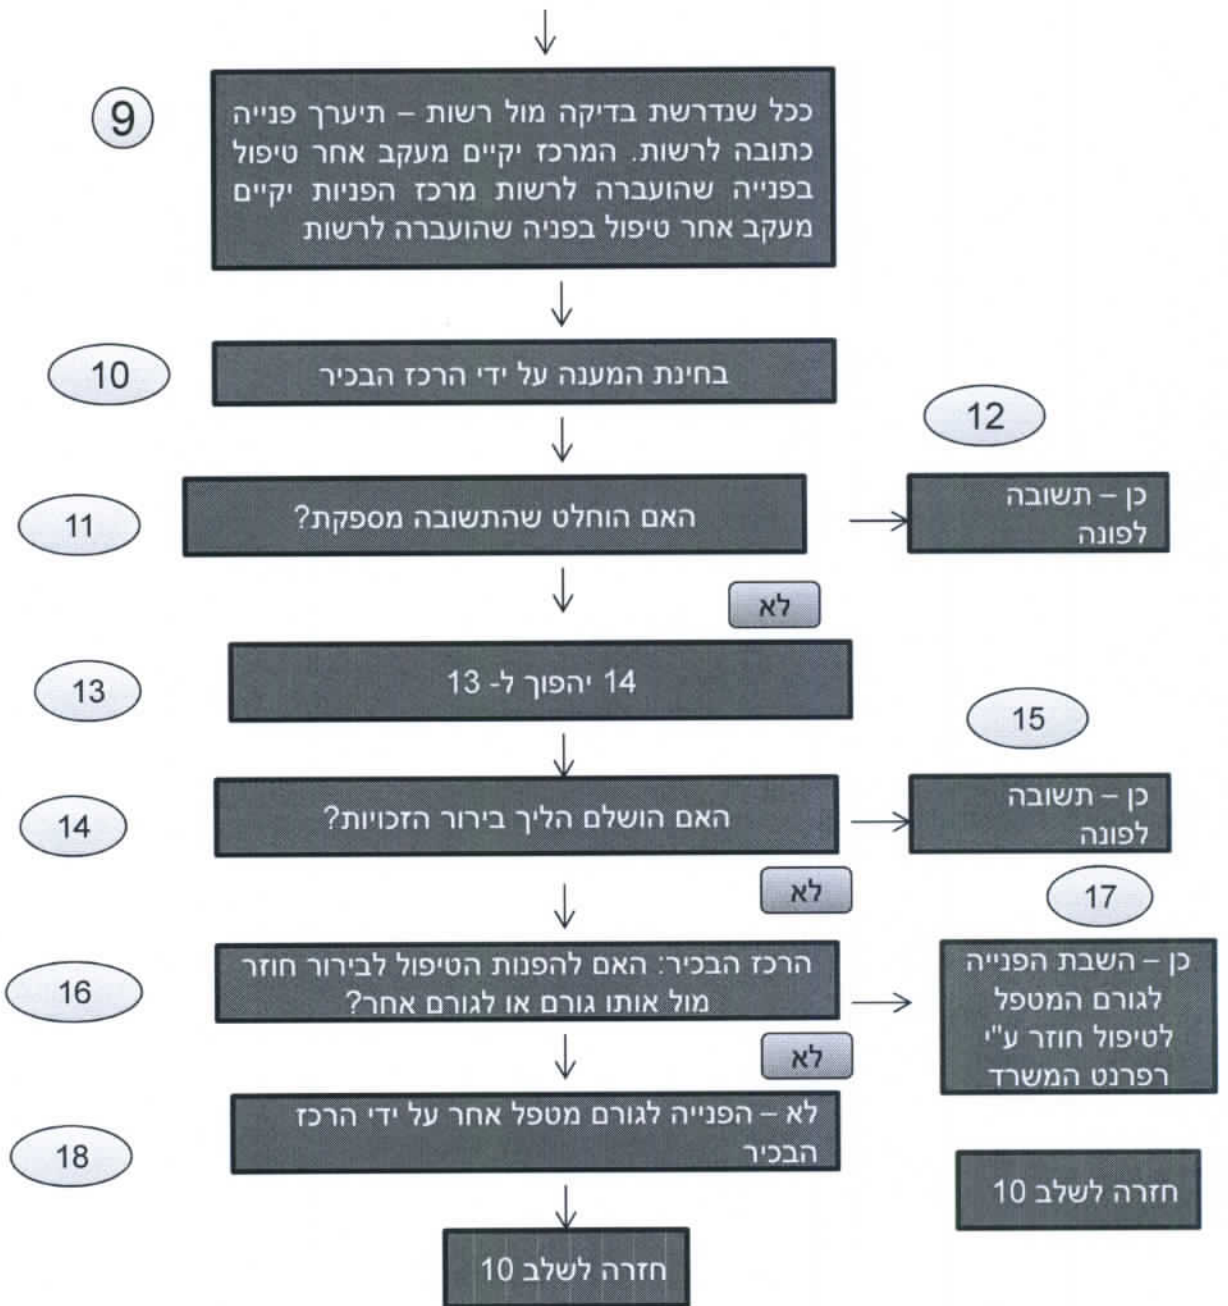 9
ככל שנדרשת בדיקה מול רשות – תיערך פנייה
כתובה לרשות. המרכז יקיים מעקב אחר טיפול
בפנייה שהועברה לרשות מרכז הפניות יקיים
מעקב אחר טיפול בפניה שהועברה לרשות
10
בחינת המענה על ידי הרכז הבכיר
11
האם הוחלט שהתשובה מספקת?
12
כן – תשובה
לפונה
לא
13
14 יהפוך ל- 13
14
האם הושלם הליך בירור הזכויות?
15
כן – תשובה
לפונה
לא
16
הרכז הבכיר: האם להפנות הטיפול לבירור חוזר
מול אותו גורם או לגורם אחר?
17
כן – השבת הפנייה
לגורם המטפל
לטיפול חוזר ע"י
רפרנט המשרד
לא
18
לא – הפנייה לגורם מטפל אחר על ידי הרכז
הבכיר
חזרה לשלב 10
חזרה לשלב 10